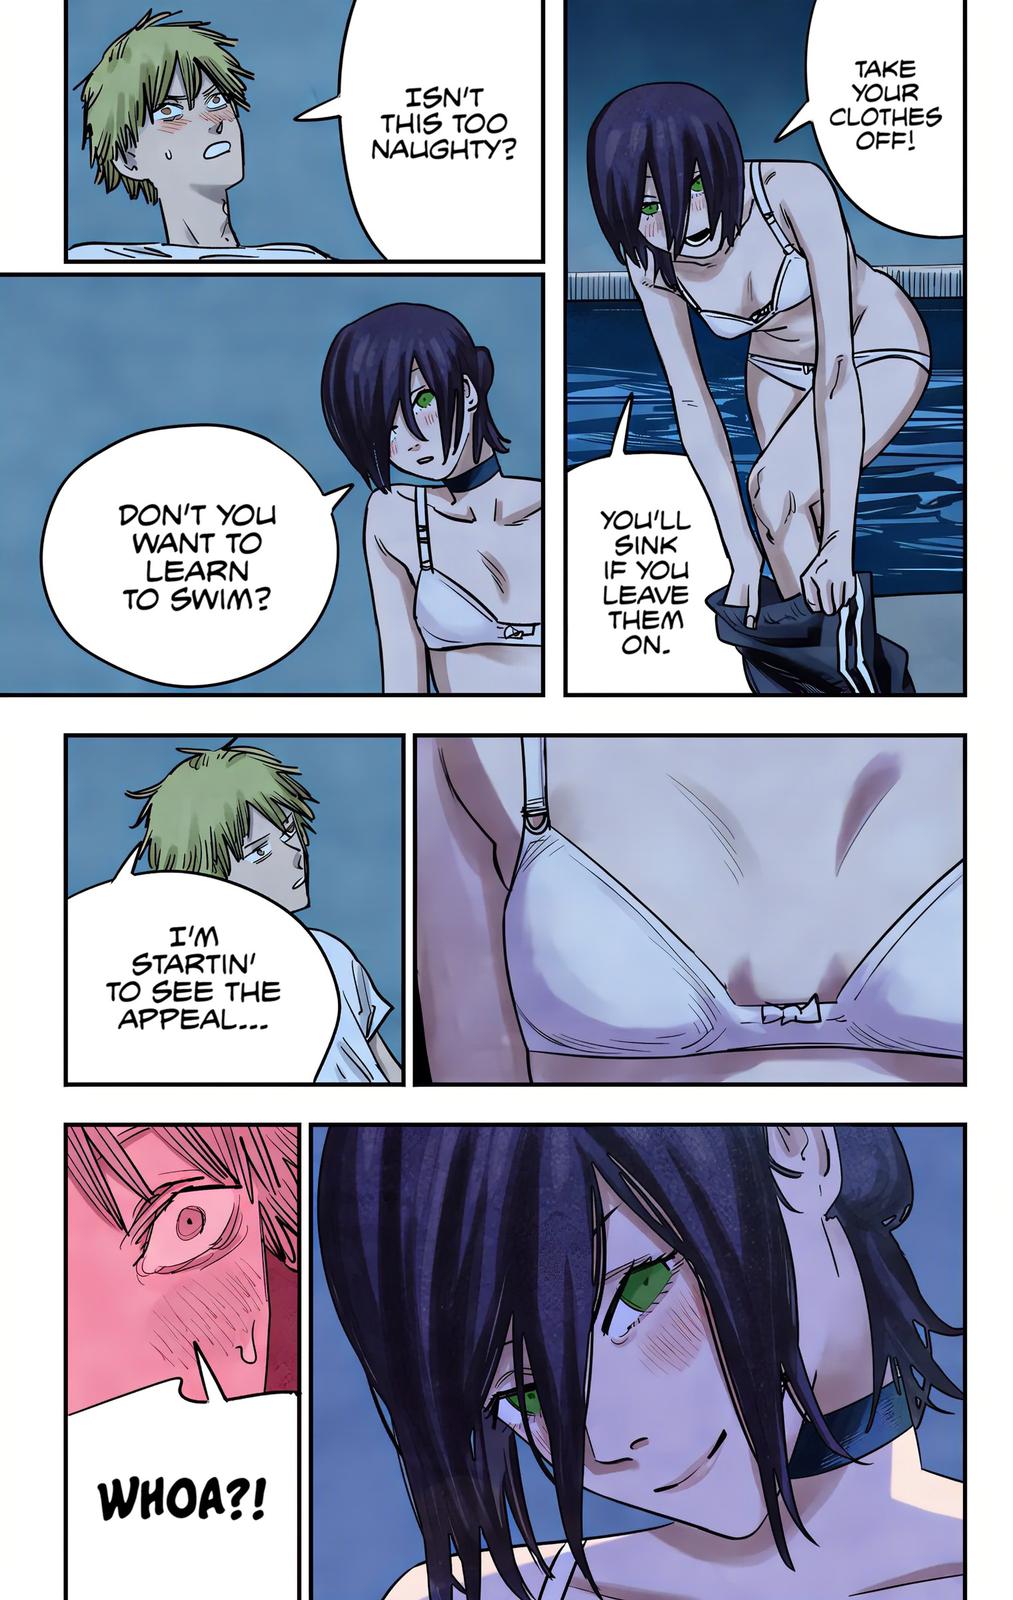 TAKE
YOUR
CLOTHES
OFF!
YOU'LL
SINK
IF YOU
LEAVE
THEM
ON.
ISN'T
THIS TOO
NAUGHTY?
DON'T YOU
WANT TO
LEARN
TO SWIM?
I'M
STARTIN'
TO SEE THE
APPEAL...
WHOA?!